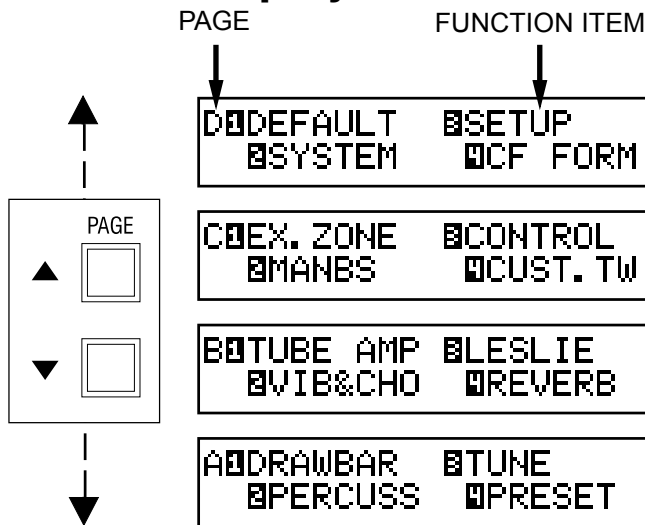 PAGE FUNCTION ITEM
D1DEFAULT 3SETUP
2SYSTEM 4CF FORM
PAGE
▲
C1EX. ZONE 3CONTROL
2MANBS 4CUST. TW
▼
B1TUBE AMP 3LESLIE
2VIB&CHO 4REVERB
A1DRAWBAR 3TUNE
2PERCUSS 4PRESET